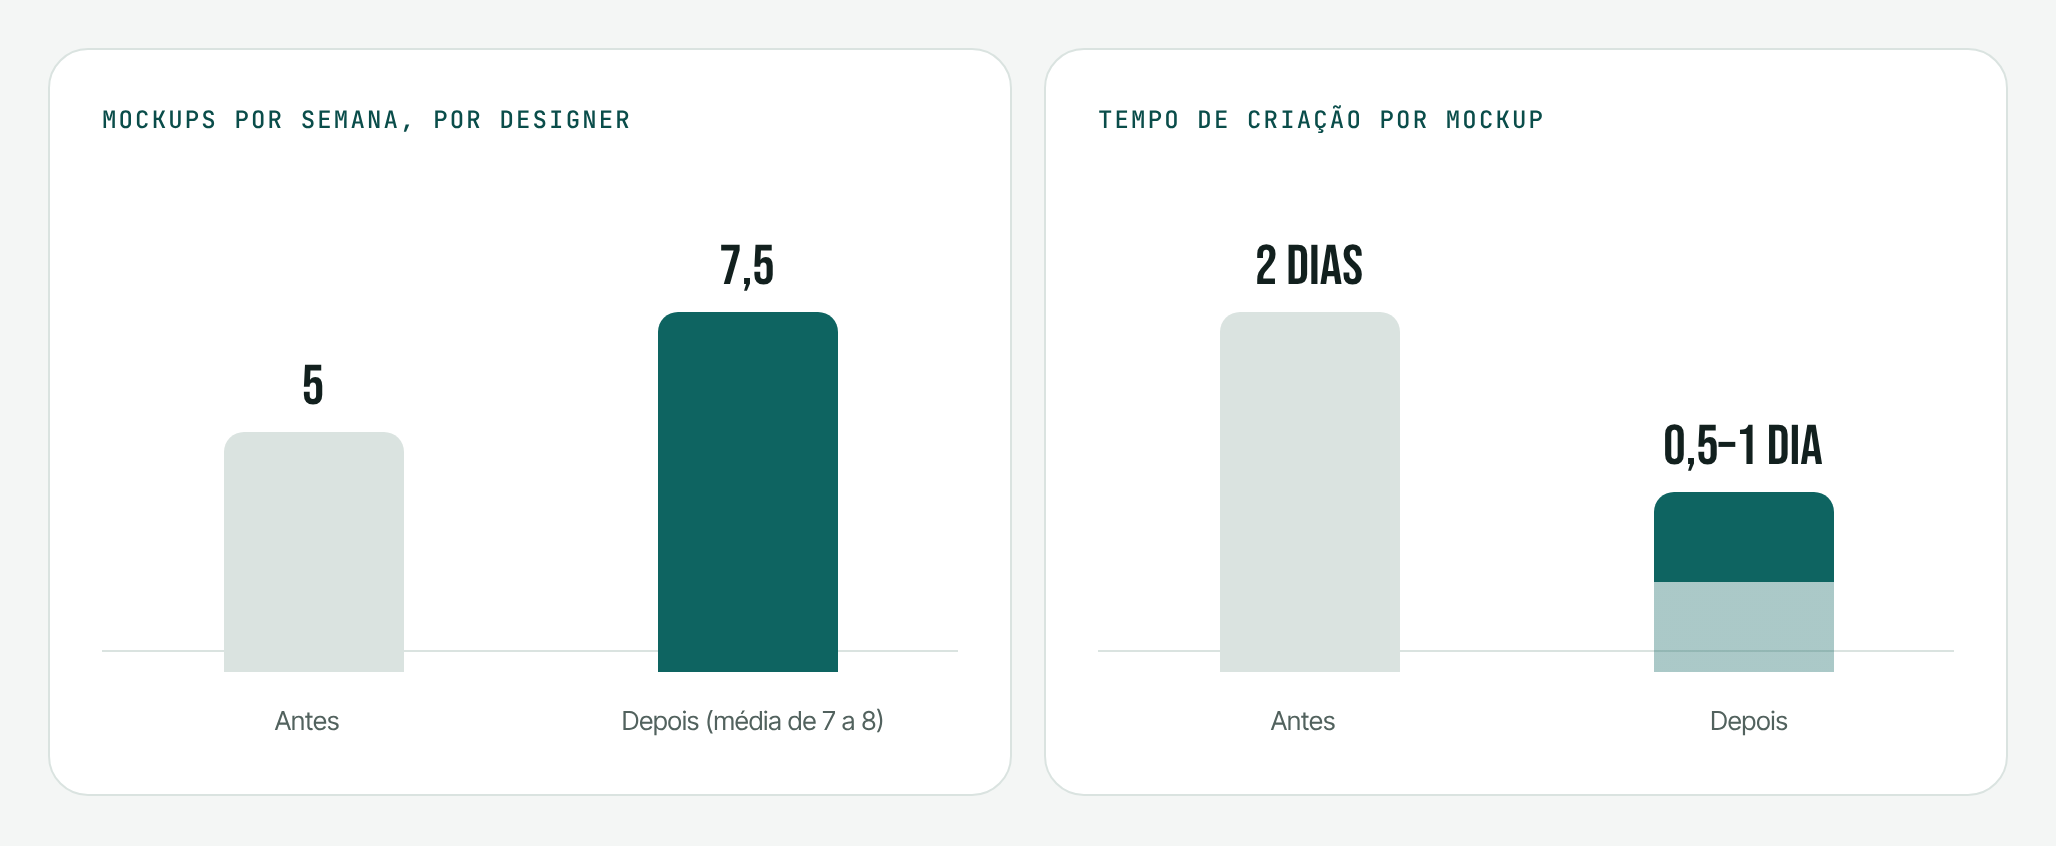 MOCKUPS POR SEMANA, POR DESIGNER
5
7,5
Antes
Depois (média de 7 a 8)
TEMPO DE CRIAÇÃO POR MOCKUP
2 DIAS
0,5–1 DIA
Antes
Depois